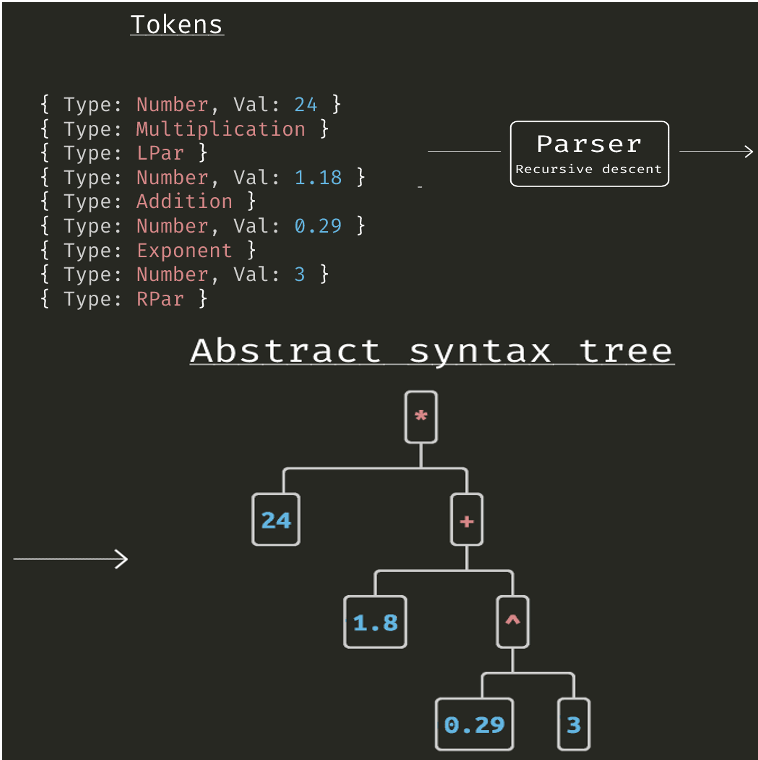 Tokens
{ Type: Number, Val: 24 }
{ Type: Multiplication }
{ Type: LPar }
{ Type: Number, Val: 1.18 }
{ Type: Addition }
{ Type: Number, Val: 0.29 }
{ Type: Exponent }
{ Type: Number, Val: 3 }
{ Type: RPar }
Parser
Recursive descent
Abstract syntax tree
*
24 +
1.8 ^
0.29 3